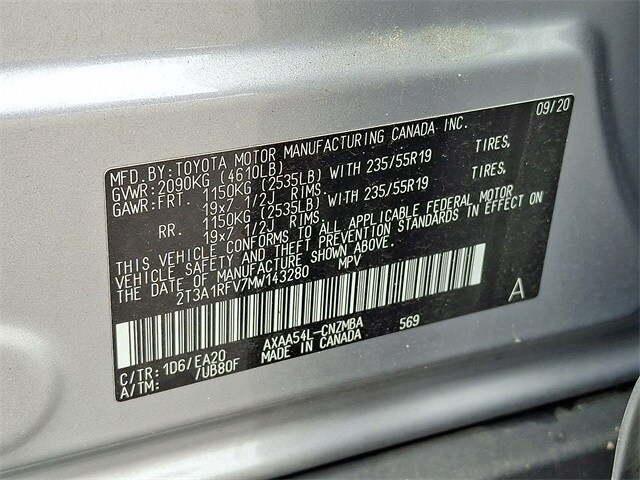 09/20
MFD. BY: TOYOTA MOTOR MANUFACTURING CANADA INC.
GVWR: 2090KG (4610LB)
GAWR: FRT. 1150KG (2535LB) WITH 235/55R19 TIRES,
19x7 1/2J RIMS
RR. 1150KG (2535LB) WITH 235/55R19 TIRES,
19x7 1/2J RIMS.
THIS VEHICLE CONFORMS TO ALL APPLICABLE FEDERAL MOTOR
VEHICLE SAFETY AND THEFT PREVENTION STANDARDS IN EFFECT ON
THE DATE OF MANUFACTURE SHOWN ABOVE.
2T3A1RFV7MW143280 MPV
A
AXAA54L-CNZMBA 569
C/TR: 1D6/EA20 MADE IN CANADA
A/TM: /UB80F